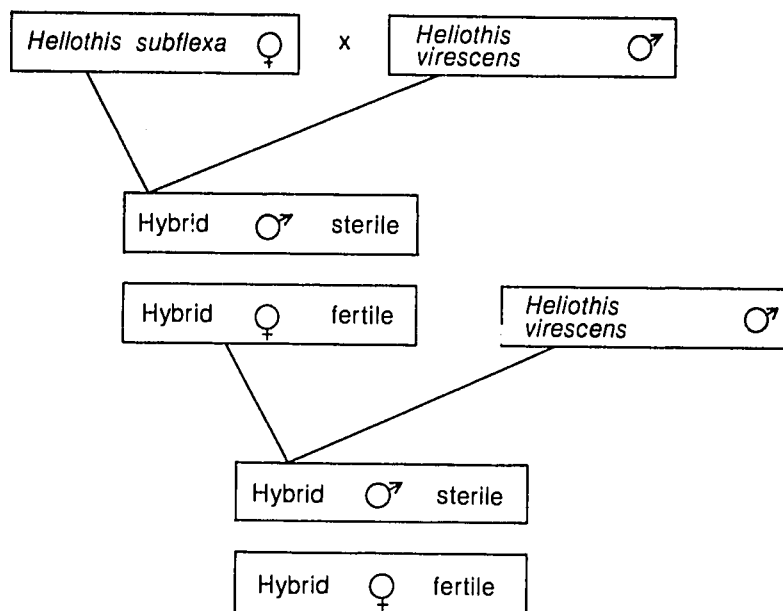 Hellothis subflexa ♀ x Heliothis virescens ♂
Hybrid ♂ sterile
Hybrid ♀ fertile
Heliothis virescens ♂
Hybrid ♂ sterile
Hybrid ♀ fertile